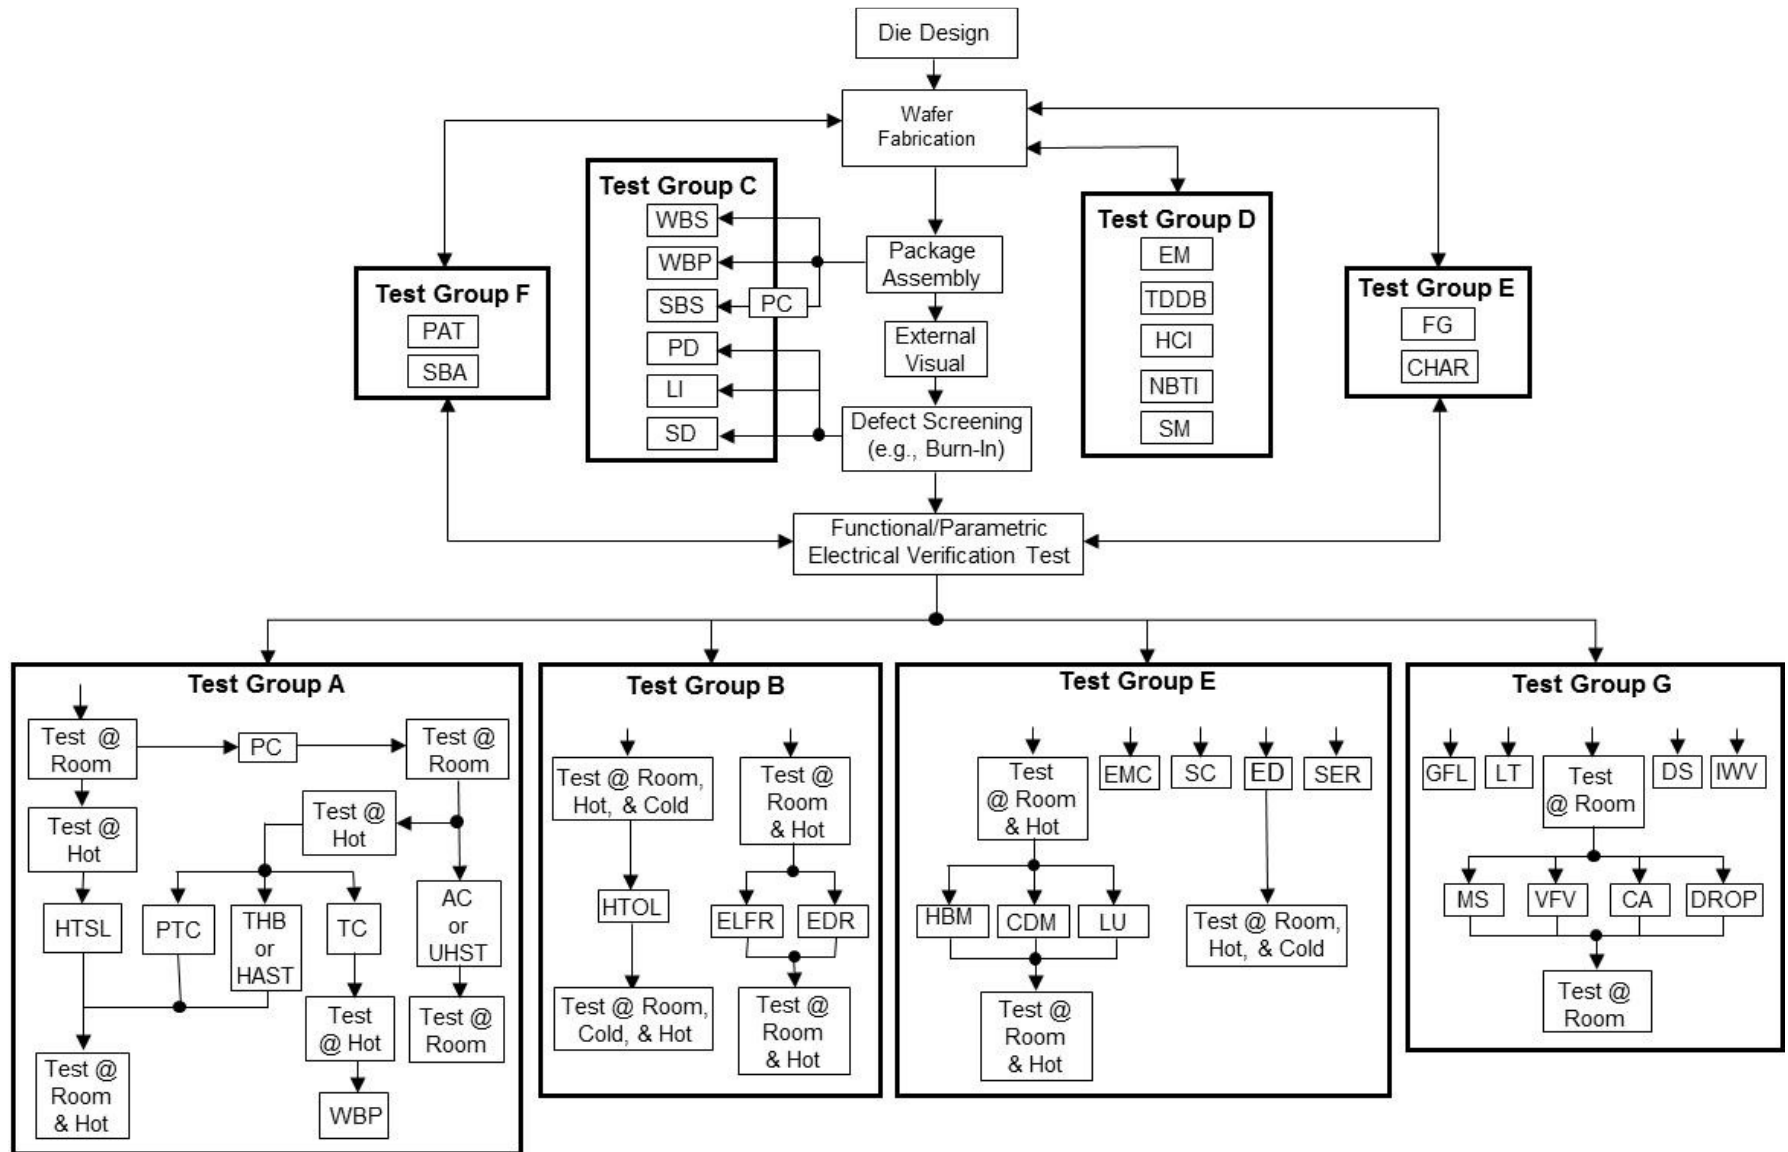 Die Design
Wafer
Fabrication
Test Group C
WBS
WBP
SBS
PC
PD
LI
SD
Package
Assembly
External
Visual
Defect Screening
(e.g., Burn-In)
Test Group D
EM
TDDB
HCI
NBTI
SM
Test Group F
PAT
SBA
Test Group E
FG
CHAR
Functional/Parametric
Electrical Verification Test
Test Group A
Test @
Room
PC
Test @
Room
Test @
Hot
Test @
Hot
HTSL
PTC
THB
or
HAST
TC
AC
or
UHST
Test
@ Hot
Test @
Room
Test @
Room
& Hot
WBP
Test Group B
Test @ Room,
Hot, & Cold
Test @
Room
& Hot
HTOL
ELFR
EDR
Test @ Room,
Cold, & Hot
Test @
Room
& Hot
Test Group E
Test
@ Room
& Hot
EMC
SC
ED
SER
HBM
CDM
LU
Test @ Room,
Hot, & Cold
Test @
Room
& Hot
Test Group G
GFL
LT
Test
@ Room
DS
IWV
MS
VFV
CA
DROP
Test @
Room